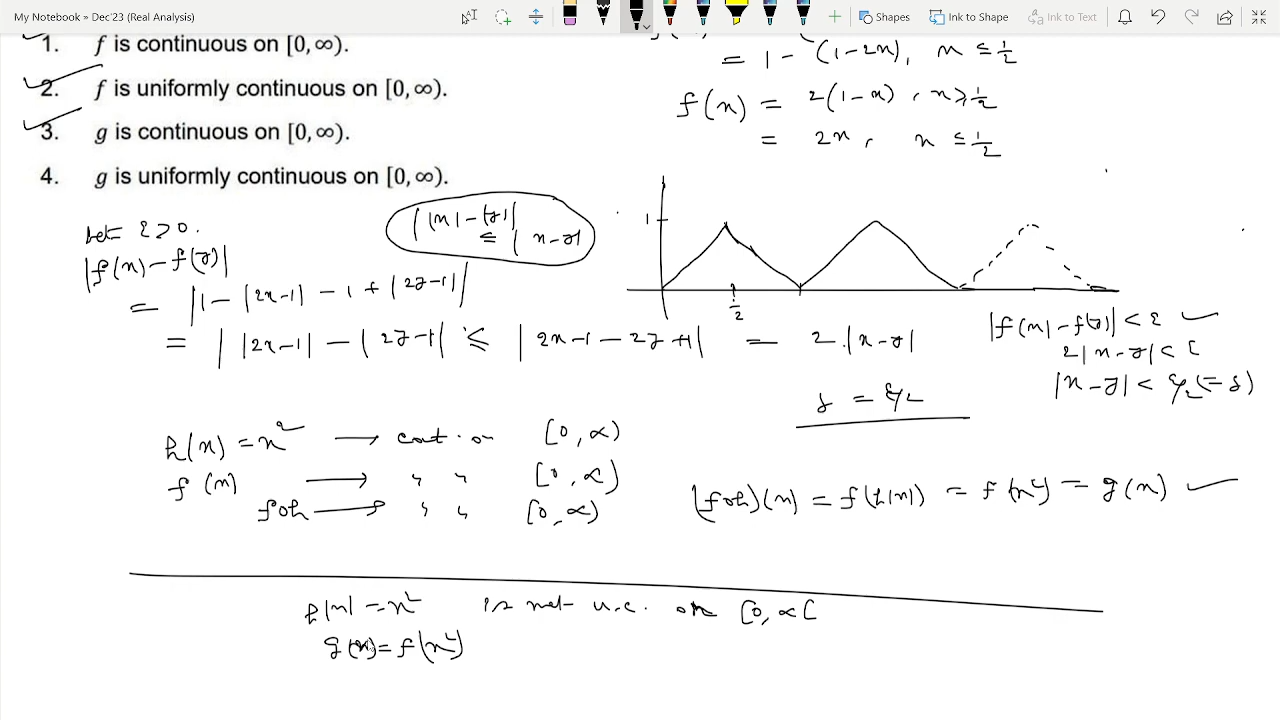 My Notebook » Dec'23 (Real Analysis)
Shapes
Ink to Shape
Ink to Text
1. f is continuous on [0, ∞).
2. f is uniformly continuous on [0, ∞).
3. g is continuous on [0, ∞).
4. g is uniformly continuous on [0, ∞).
= 1 - (1-2x), x ≤ 1/2
f(x) = 2(1-x), x ≥ 1/2
= 2x, x ≤ 1/2
1
1/2
let ε > 0.
||x|-|y|| ≤ |x-y|
|f(x)-f(y)|
= |1-|2x-1|-1+|2y-1||
= ||2x-1|-|2y-1| ≤ |2x-1-2y+1| = 2.|x-y|
|f(x)-f(y)| < ε
2|x-y| < ε
|x-y| < ε/2 (= δ)
δ = ε/2
h(x) = x² → cont. on [0, ∞)
f(x) → " " [0, ∞)
foh → " " [0, ∞)
(foh)(x) = f(h(x)) = f(x²) = g(x)
h(x) = x² is not u.c. on [0, ∞[
g(x) = f(x²)